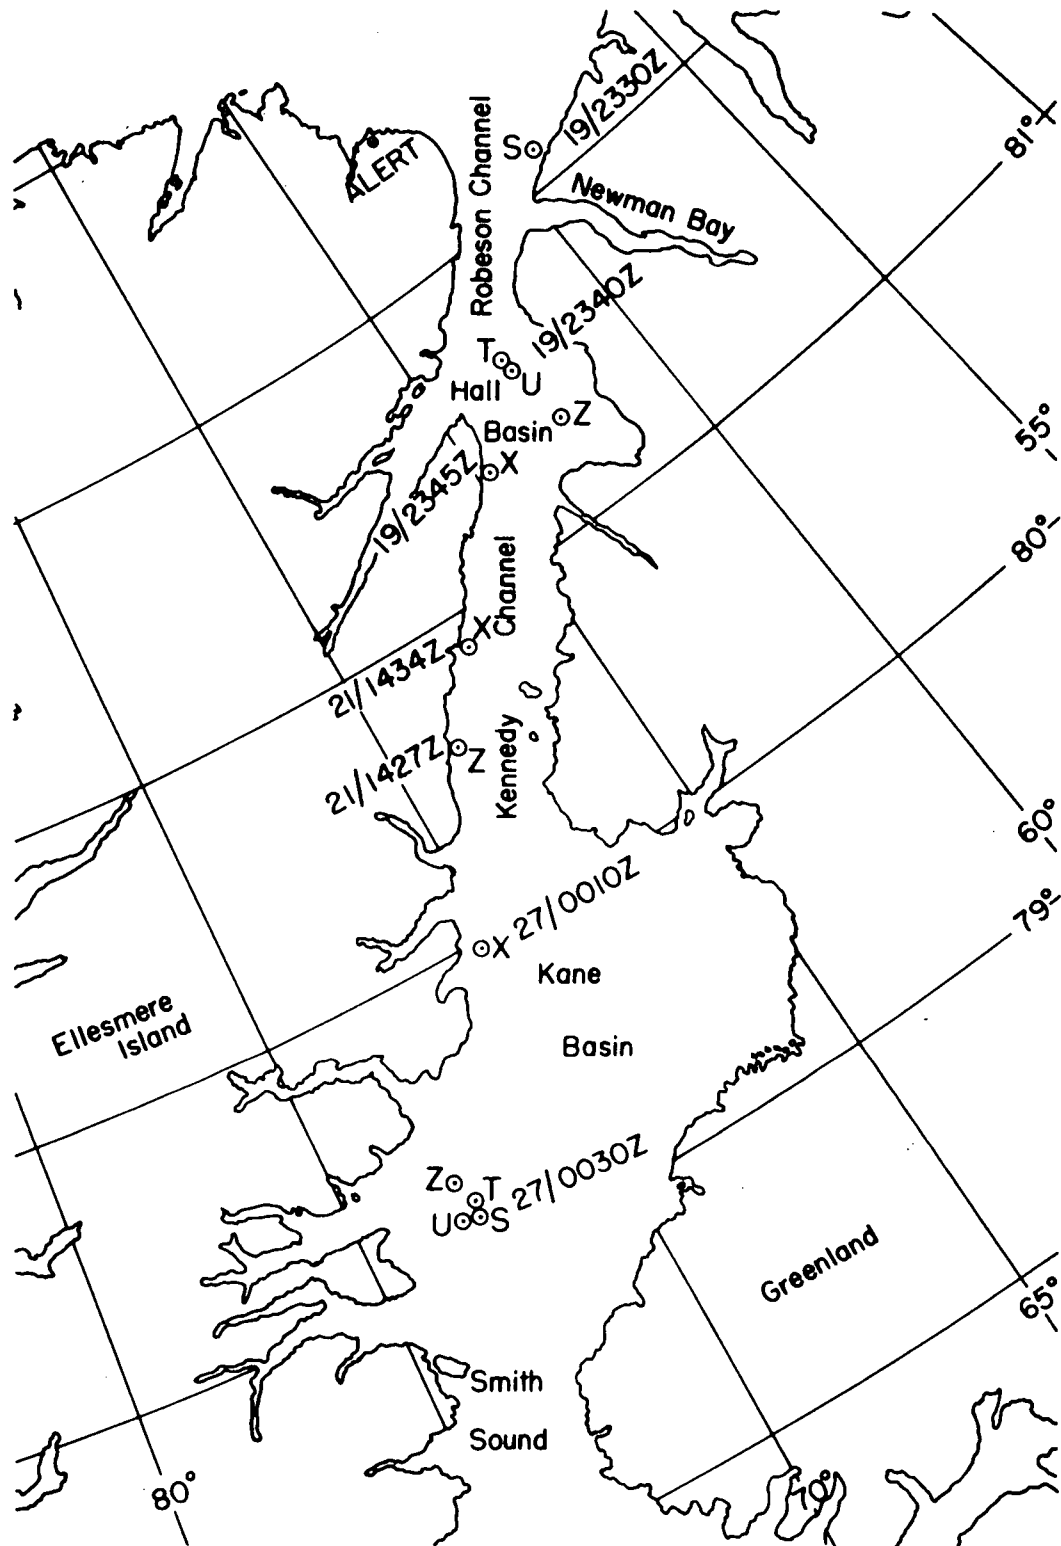 19/2330Z
81°
Robeson Channel
S
ALERT
Newman Bay
19/2340Z
T
U
Hall
Basin
Z
55°
X
19/2345Z
80°
Channel
X
21/1434Z
21/1427Z
Z
Kennedy
60°
27/0010Z
79°
X
Kane
Ellesmere
Island
Basin
Z
T
27/0030Z
U
S
Greenland
65°
Smith
Sound
80°
70°